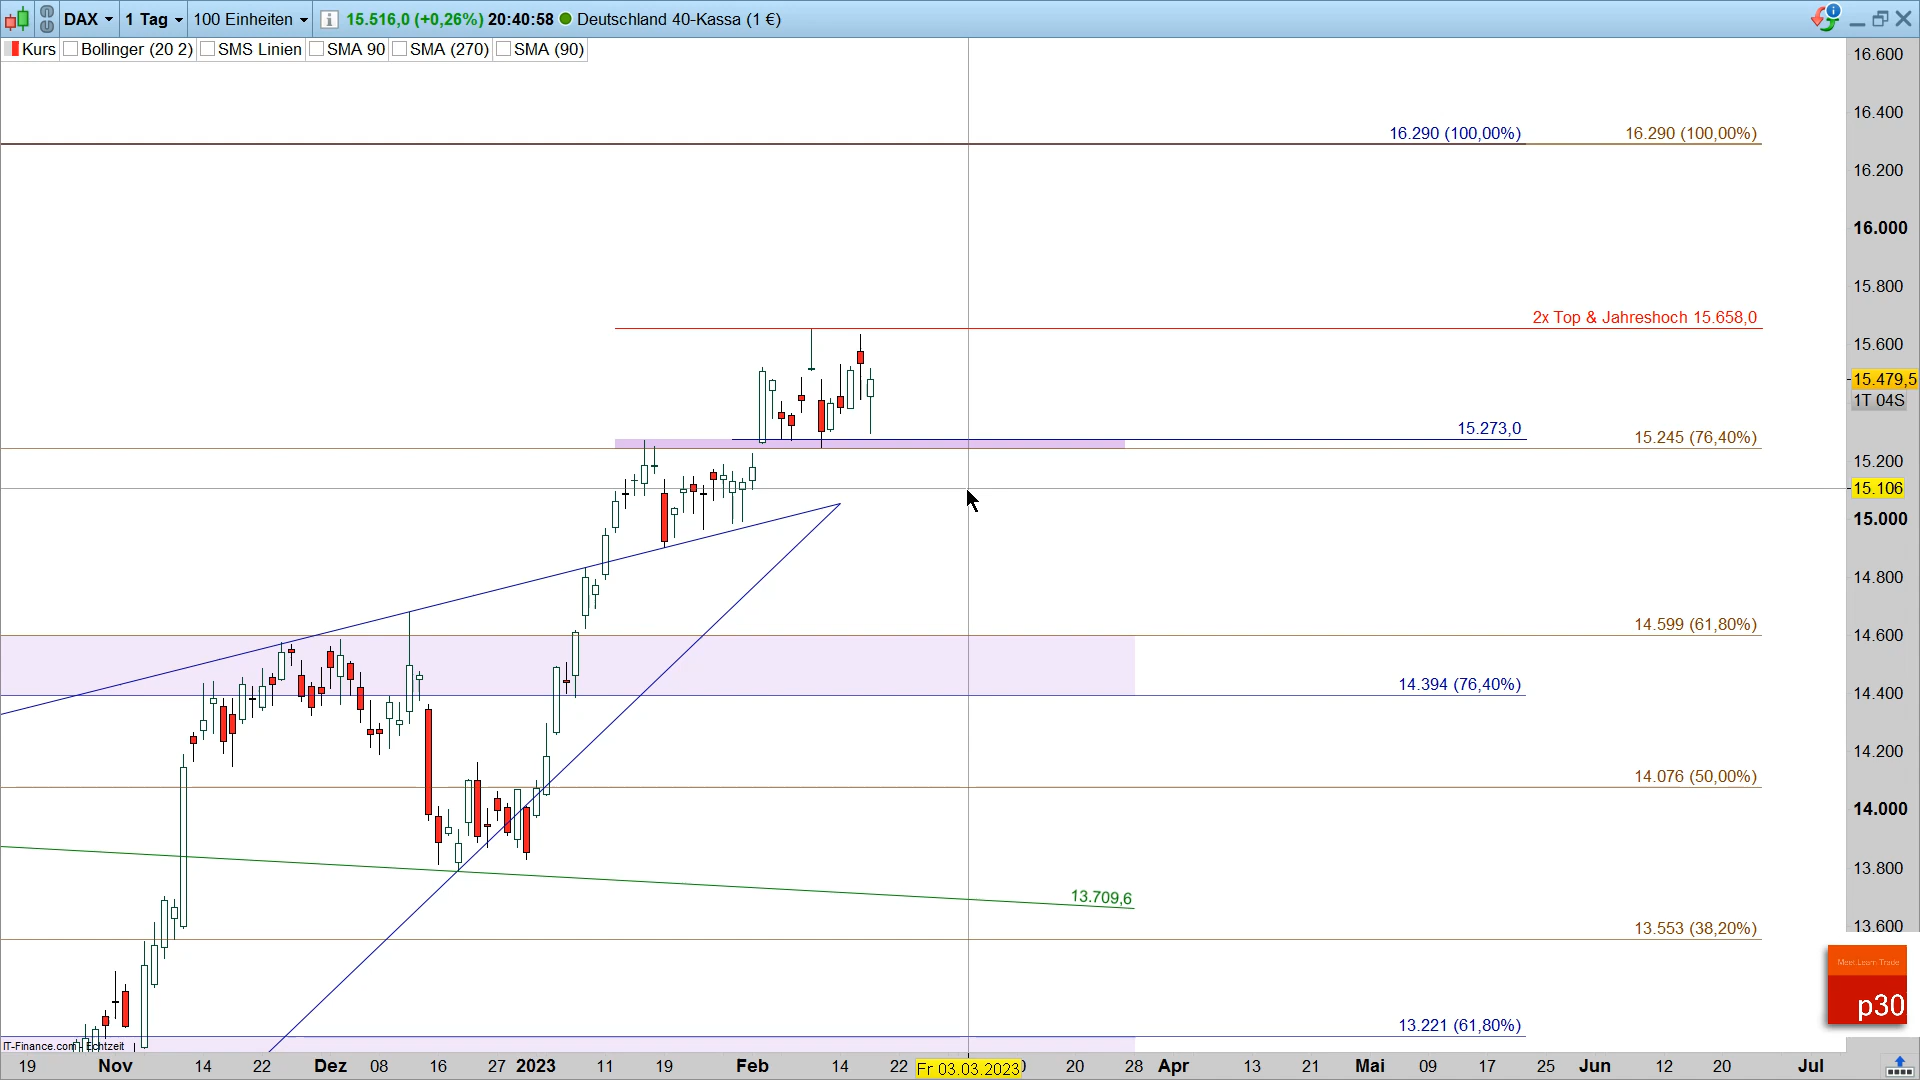 DAX 1 Tag 100 Einheiten 15.516,0 (+0,26%) 20:40:58 Deutschland 40-Kassa (1 €)
Kurs Bollinger (20 2) SMS Linien SMA 90 SMA (270) SMA (90)
16.600
16.400
16.290 (100,00%) 16.290 (100,00%)
16.200
16.000
15.800
2x Top & Jahreshoch 15.658,0
15.600
15.479,5
1T 04S
15.273,0
15.245 (76,40%)
15.200
15.106
15.000
14.800
14.599 (61,80%)
14.600
14.394 (76,40%)
14.400
14.200
14.076 (50,00%)
14.000
13.800
13.709,6
13.553 (38,20%)
13.600
Meet Learn Trade
p30
13.221 (61,80%)
IT-Finance.com - Echtzeit
19 Nov 14 22 Dez 08 16 27 2023 11 19 Feb 14 22 Fr 03.03.2023 20 28 Apr 13 21 Mai 09 17 25 Jun 12 20 Jul